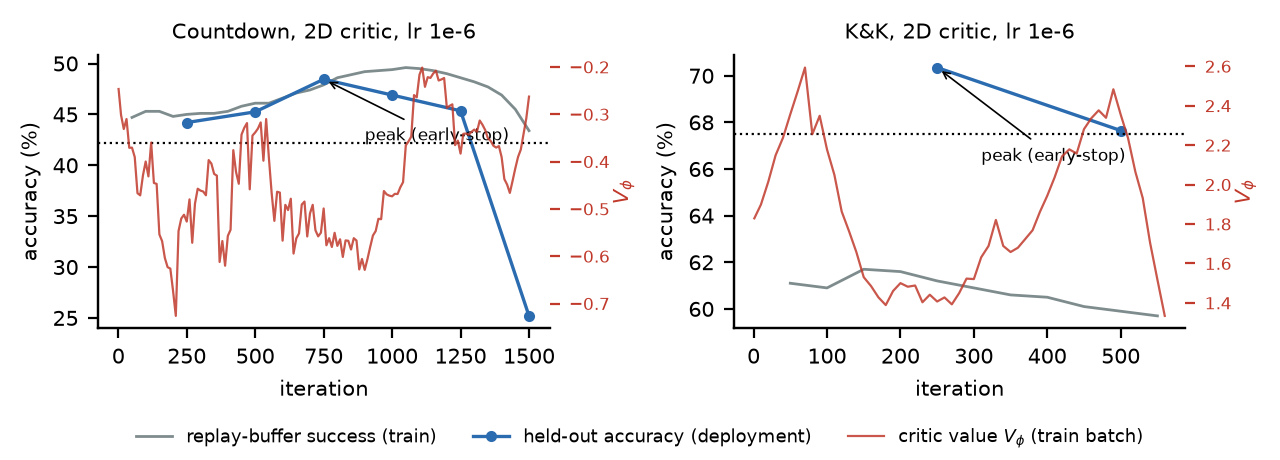 Countdown, 2D critic, lr 1e-6
50
45
40
35
30
25
accuracy (%)
−0.2
−0.3
−0.4
−0.5
−0.6
−0.7
Vϕ
peak (early-stop)
0 250 500 750 1000 1250 1500
iteration
K&K, 2D critic, lr 1e-6
70
68
66
64
62
60
accuracy (%)
2.6
2.4
2.2
2.0
1.8
1.6
1.4
Vϕ
peak (early-stop)
0 100 200 300 400 500
iteration
replay-buffer success (train) held-out accuracy (deployment) critic value Vϕ (train batch)